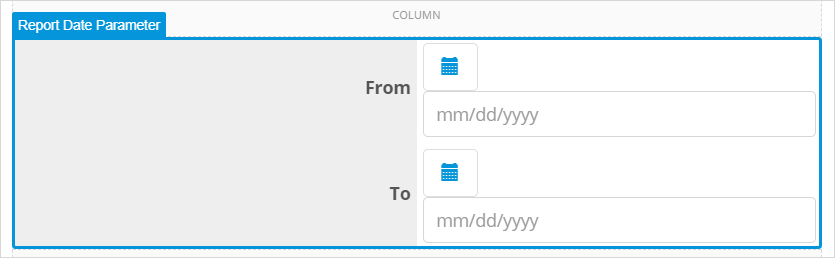 COLUMN
Report Date Parameter
From
mm/dd/yyyy
To
mm/dd/yyyy